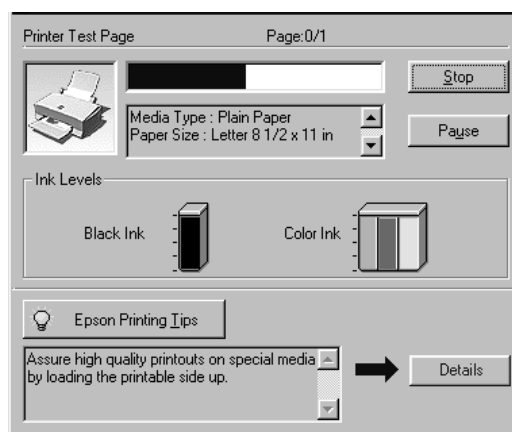 Printer Test Page Page:0/1
Stop
Media Type : Plain Paper
Paper Size : Letter 8 1/2 x 11 in
Pause
Ink Levels
Black Ink Color Ink
Epson Printing Tips
Assure high quality printouts on special media
by loading the printable side up.
Details